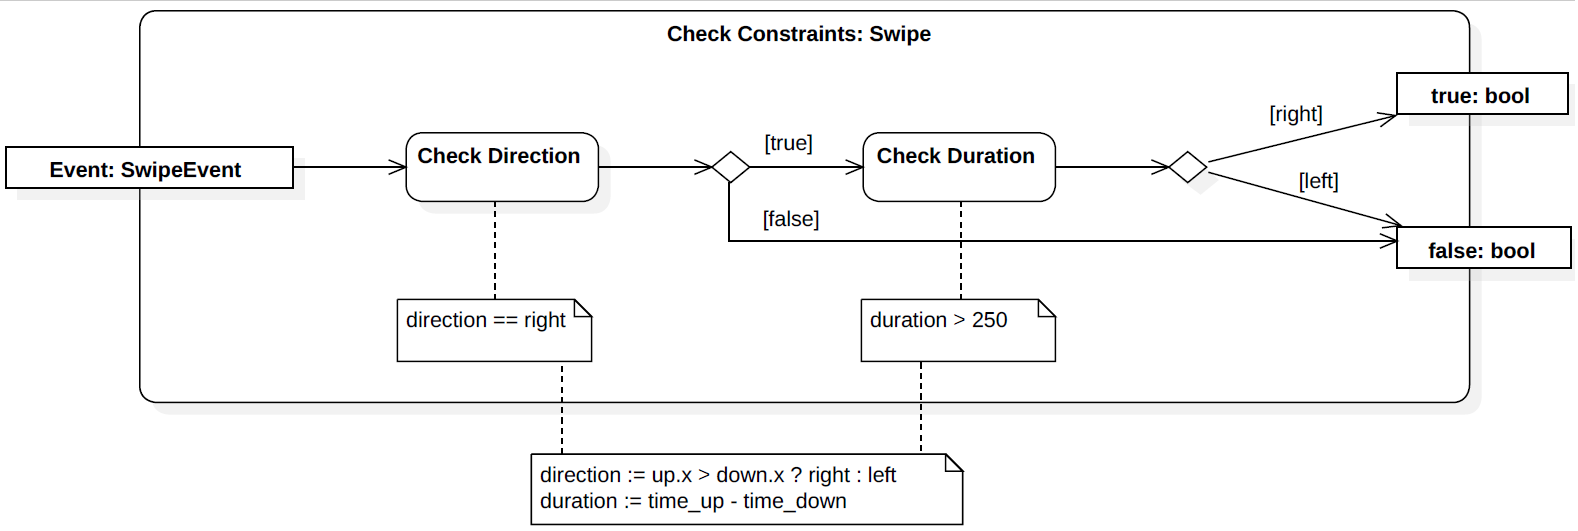 Check Constraints: Swipe
true: bool
[right]
[true]
Event: SwipeEvent
Check Direction
Check Duration
[left]
[false]
false: bool
direction == right
duration > 250
direction := up.x > down.x ? right : left
duration := time_up - time_down